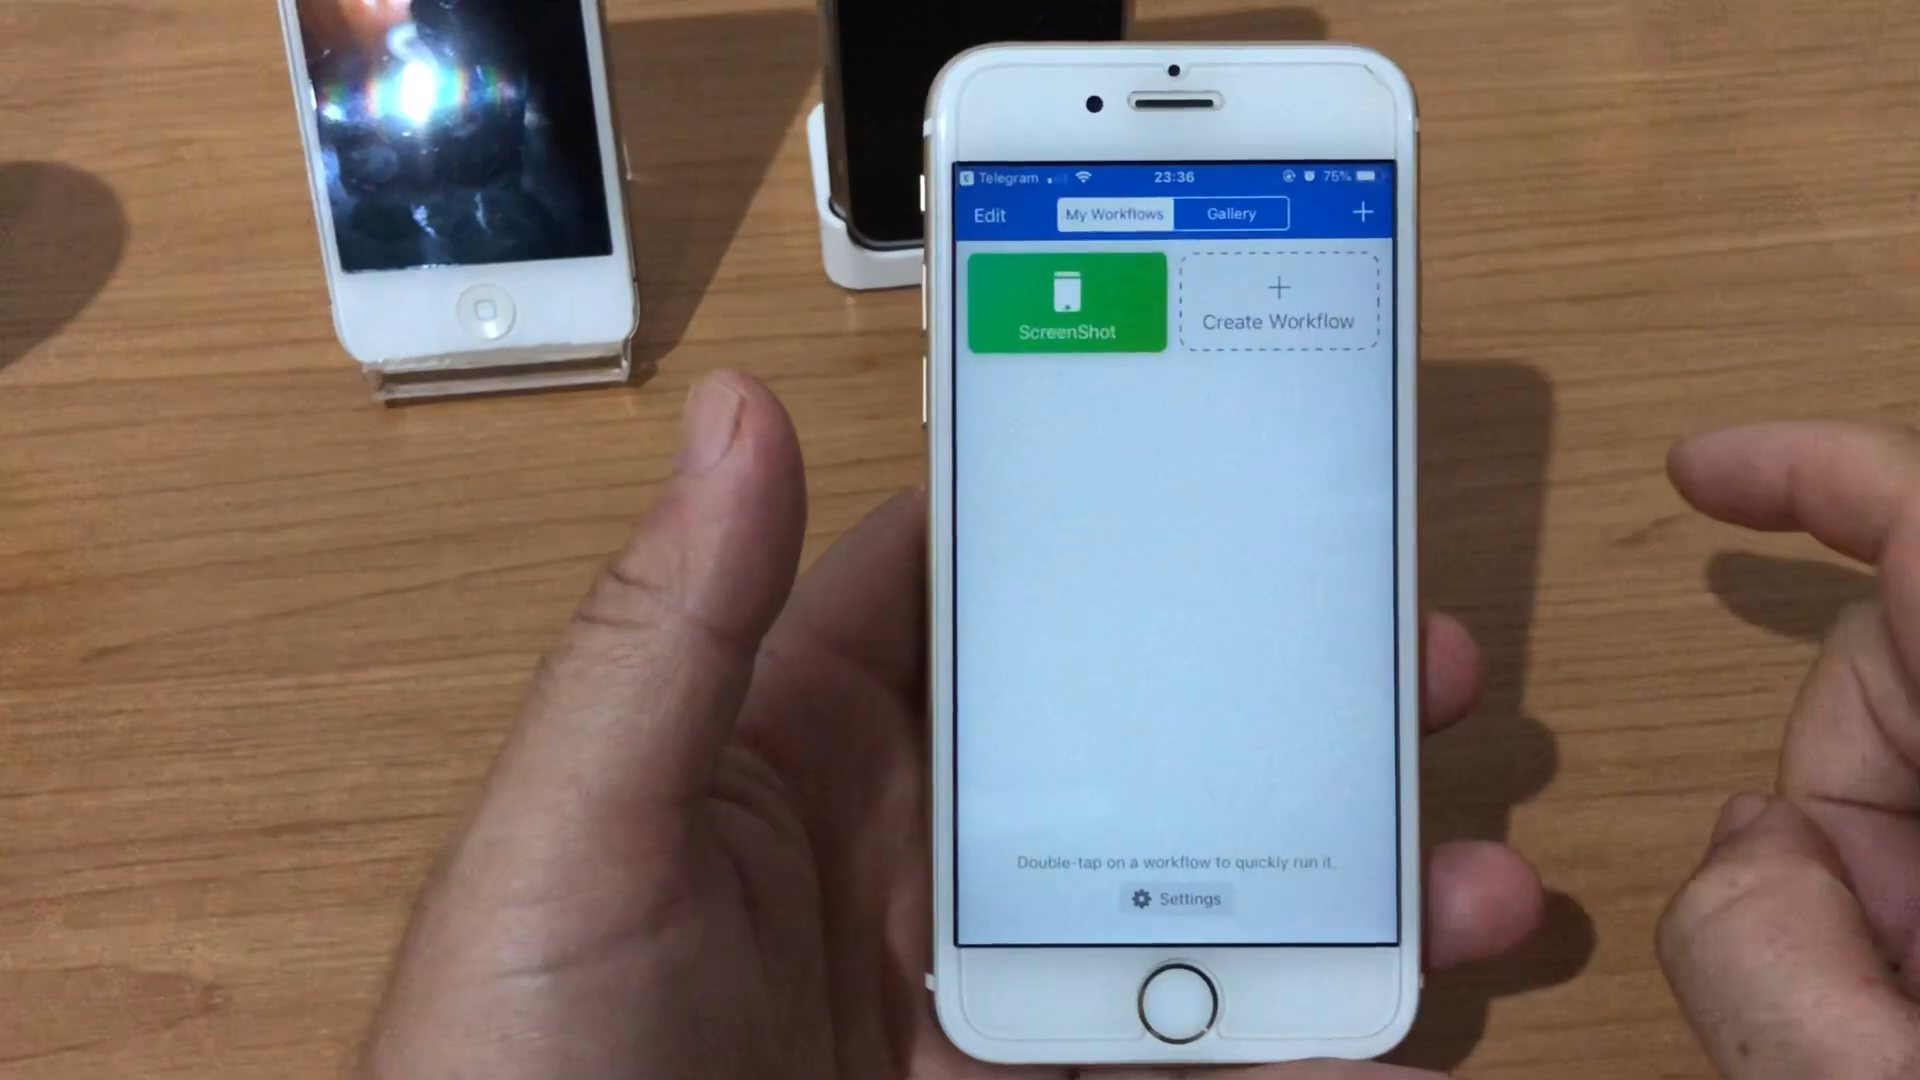 Telegram 23:36 75%
Edit My Workflows Gallery +
ScreenShot
+
Create Workflow
Double-tap on a workflow to quickly run it.
Settings